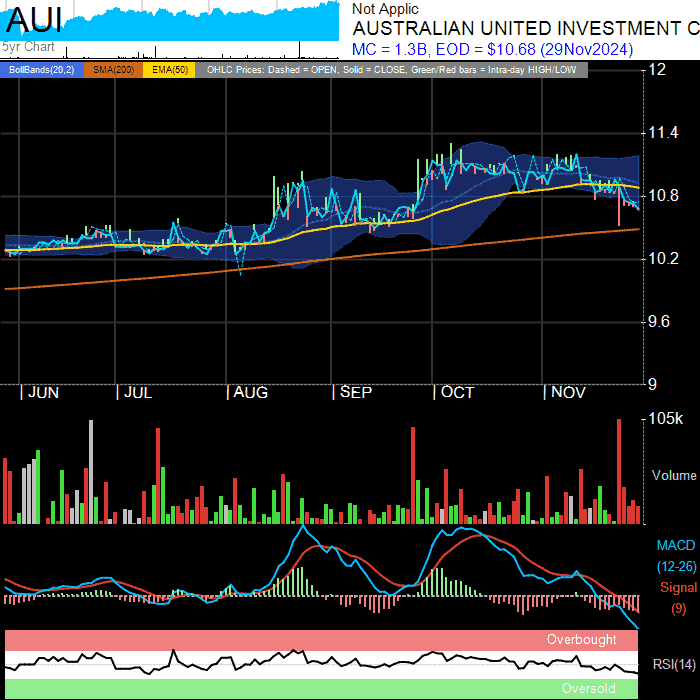 AUI
5yr Chart
Not Applic
AUSTRALIAN UNITED INVESTMENT C
MC = 1.3B, EOD = $10.68 (29Nov2024)
BollBands(20,2) SMA(200) EMA(50) OHLC Prices: Dashed = OPEN, Solid = CLOSE, Green/Red bars = Intra-day HIGH/LOW
12
11.4
10.8
10.2
9.6
9
JUN JUL AUG SEP OCT NOV
105k
Volume
MACD
(12-26)
Signal
(9)
Overbought
RSI(14)
Oversold